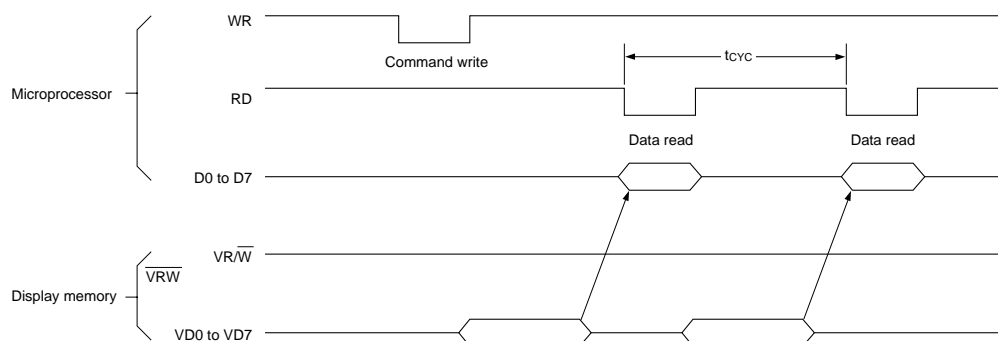 WR
Command write
tCYC
Microprocessor
RD
Data read
Data read
D0 to D7
VR/W̅
V̅R̅W̅
Display memory
VD0 to VD7